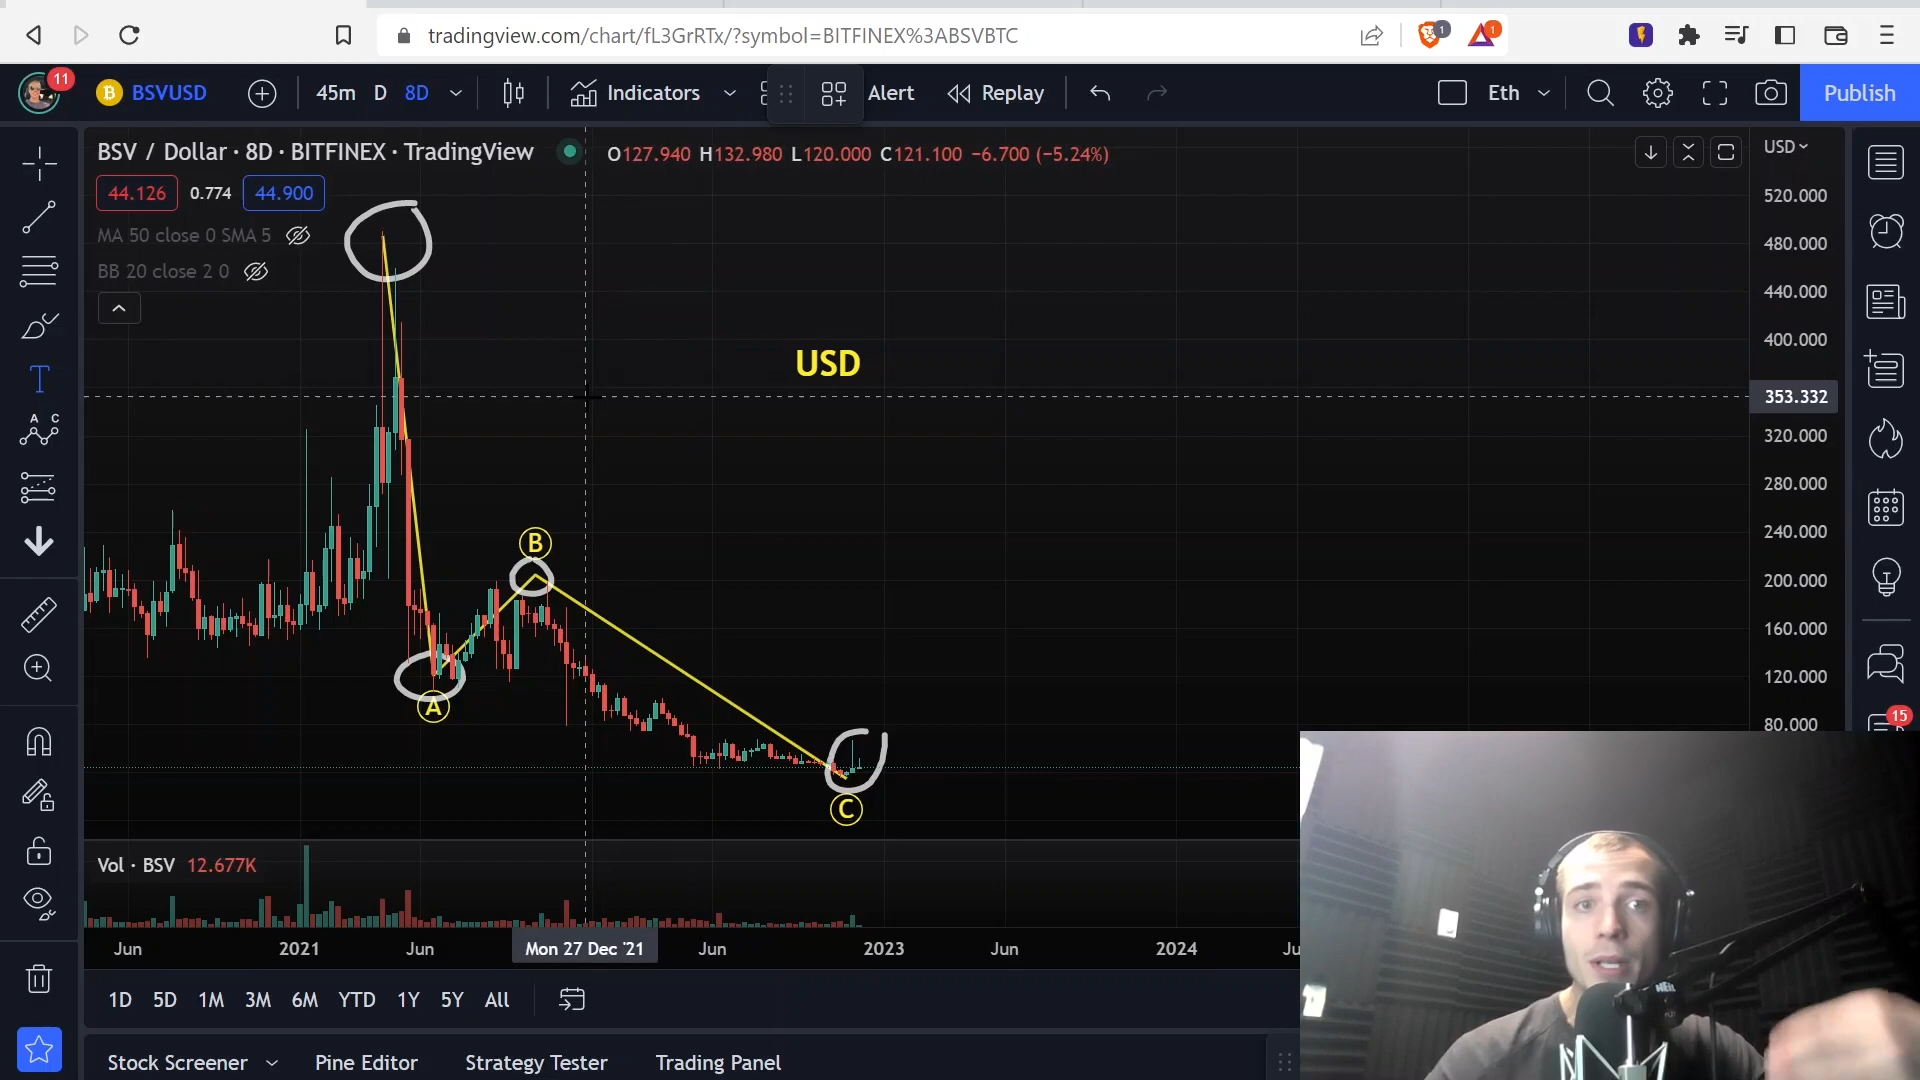 tradingview.com/chart/fL3GrRTx/?symbol=BITFINEX%3ABSVBTC
1
1
11
BSVUSD
45m
D
8D
Indicators
Alert
Replay
Eth
Publish
BSV / Dollar · 8D · BITFINEX · TradingView
O127.940 H132.980 L120.000 C121.100 −6.700 (−5.24%)
USD
44.126
0.774
44.900
MA 50 close 0 SMA 5
BB 20 close 2 0
520.000
480.000
440.000
400.000
353.332
320.000
280.000
240.000
200.000
160.000
120.000
80.000
USD
A
B
C
A C
15
Vol · BSV 12.677K
Jun
2021
Jun
Mon 27 Dec '21
Jun
2023
Jun
2024
1D
5D
1M
3M
6M
YTD
1Y
5Y
All
Stock Screener
Pine Editor
Strategy Tester
Trading Panel